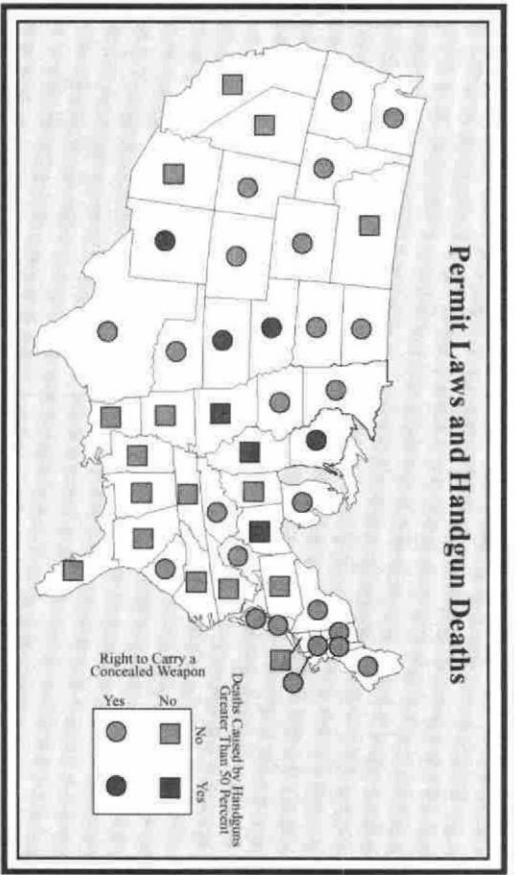 Permit Laws and Handgun Deaths
Deaths Caused by Handguns
Greater Than 50 Percent
No
Yes
Right to Carry a
Concealed Weapon
No
Yes